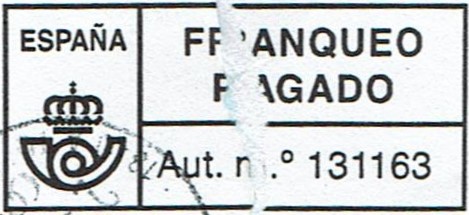 ESPAÑA
FRANQUEO
PAGADO
Aut. n.º 131163